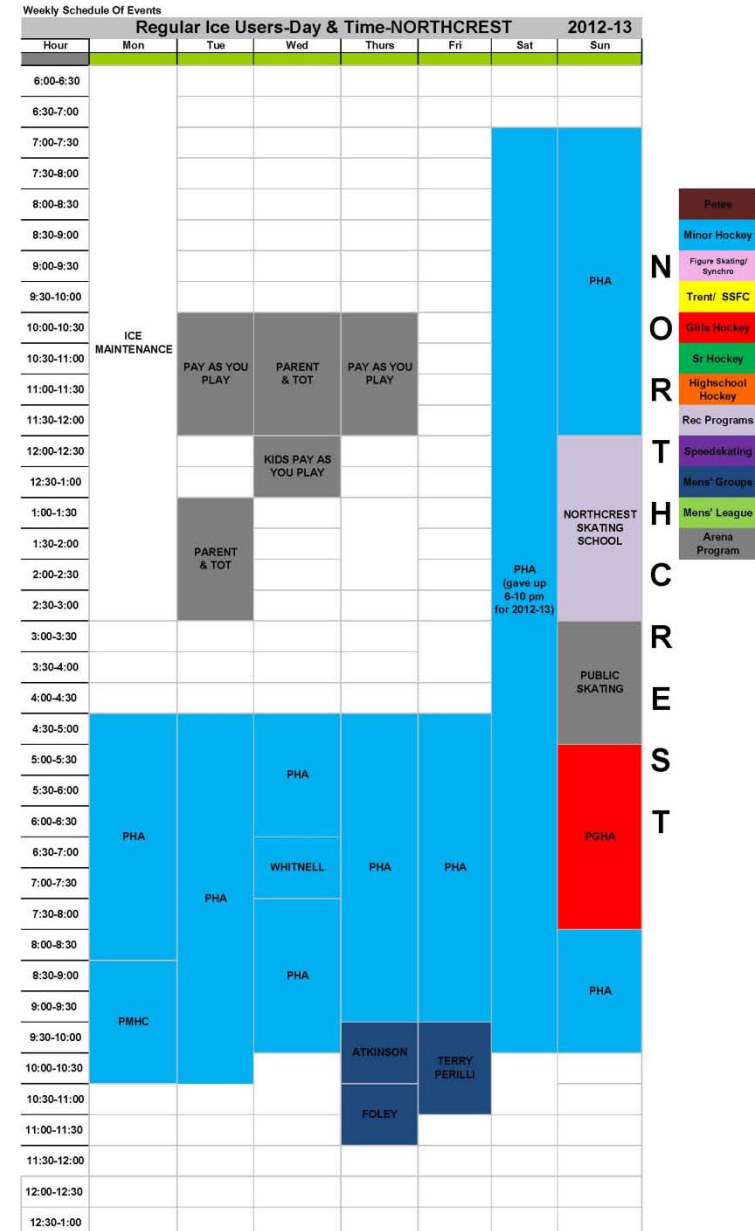 Weekly Schedule Of Events
Regular Ice Users-Day & Time-NORTHCREST 2012-13
Hour Mon Tue Wed Thurs Fri Sat Sun
6:00-6:30
6:30-7:00
7:00-7:30
7:30-8:00
8:00-8:30
8:30-9:00
9:00-9:30
9:30-10:00
10:00-10:30
10:30-11:00
11:00-11:30
11:30-12:00
12:00-12:30
12:30-1:00
1:00-1:30
1:30-2:00
2:00-2:30
2:30-3:00
3:00-3:30
3:30-4:00
4:00-4:30
4:30-5:00
5:00-5:30
5:30-6:00
6:00-6:30
6:30-7:00
7:00-7:30
7:30-8:00
8:00-8:30
8:30-9:00
9:00-9:30
9:30-10:00
10:00-10:30
10:30-11:00
11:00-11:30
11:30-12:00
12:00-12:30
12:30-1:00
ICE
MAINTENANCE
PHA
PMHC
PAY AS YOU
PLAY
PARENT
& TOT
PHA
PARENT
& TOT
KIDS PAY AS
YOU PLAY
PHA
WHITNELL
PHA
PAY AS YOU
PLAY
PHA
ATKINSON
FOLEY
PHA
TERRY
PERILLI
PHA
(gave up
6-10 pm
for 2012-13)
PHA
NORTHCREST
SKATING
SCHOOL
PUBLIC
SKATING
PGHA
PHA
N
O
R
T
H
C
R
E
S
T
Petes
Minor Hockey
Figure Skating/
Synchro
Trent/ SSFC
Girls Hockey
Sr Hockey
Highschool
Hockey
Rec Programs
Speedskating
Mens' Groups
Mens' League
Arena
Program